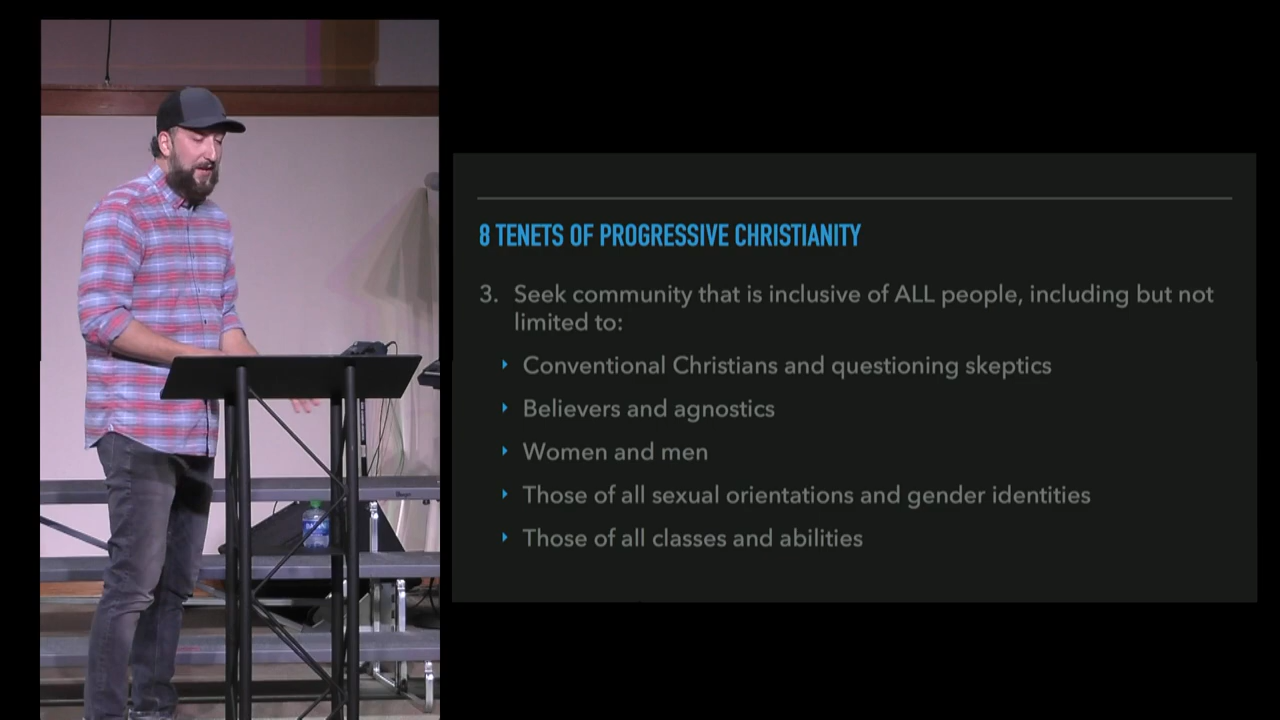 8 TENETS OF PROGRESSIVE CHRISTIANITY
3. Seek community that is inclusive of ALL people, including but not
limited to:
Conventional Christians and questioning skeptics
Believers and agnostics
Women and men
Those of all sexual orientations and gender identities
Those of all classes and abilities